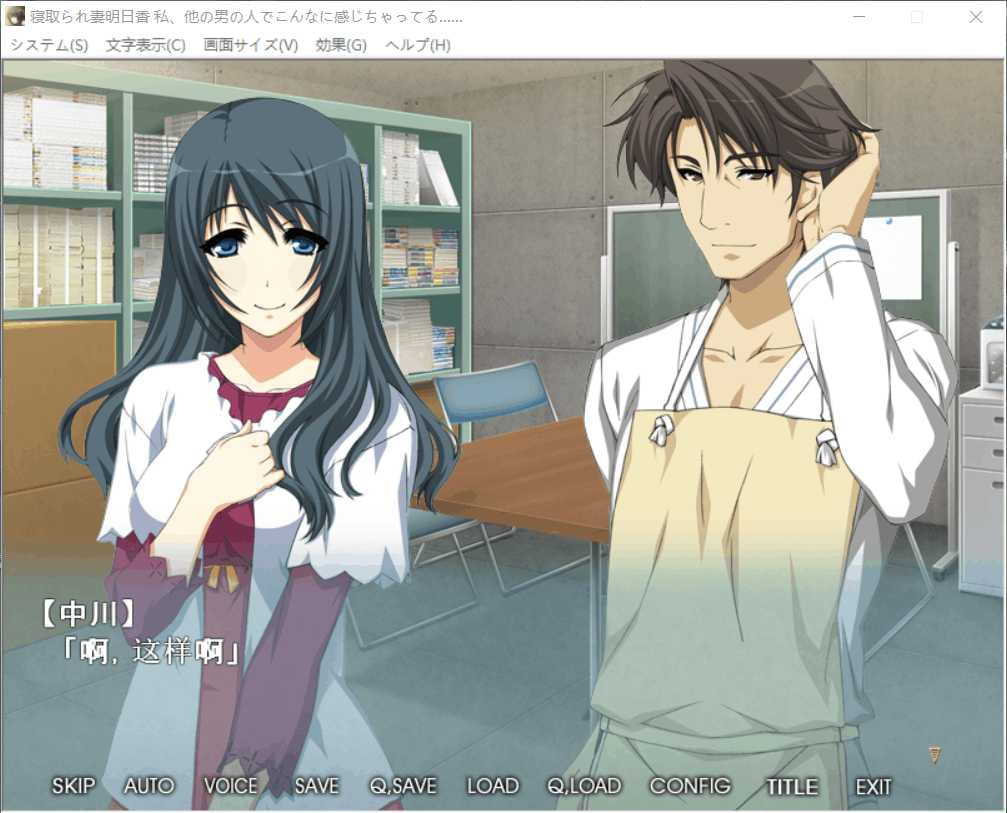 寝取られ妻明日香 私、他の男の人でこんなに感じちゃってる......
システム(S) 文字表示(C) 画面サイズ(V) 効果(G) ヘルプ(H)
【中川】
「啊, 这样啊」
SKIP AUTO VOICE SAVE Q,SAVE LOAD Q,LOAD CONFIG TITLE EXIT